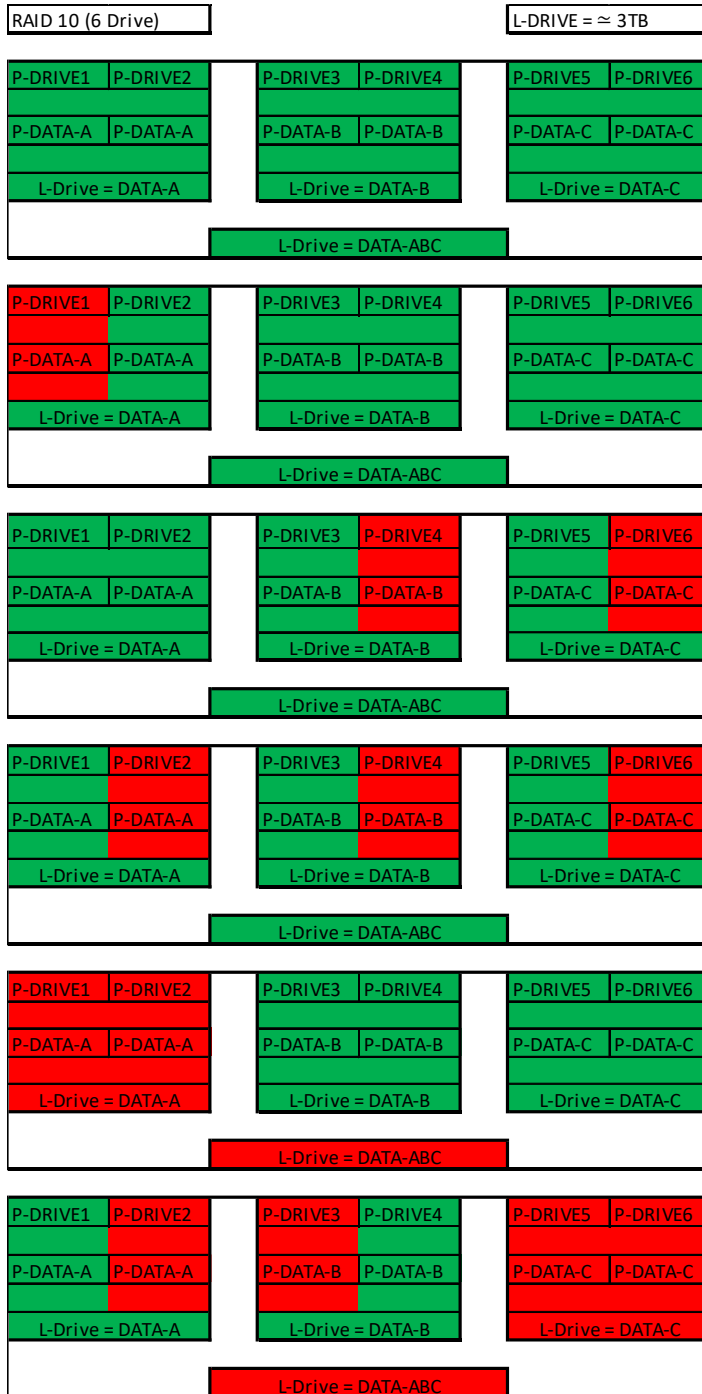 RAID 10 (6 Drive) L-DRIVE = ≃ 3TB
P-DRIVE1 P-DRIVE2 P-DRIVE3 P-DRIVE4 P-DRIVE5 P-DRIVE6
P-DATA-A P-DATA-A P-DATA-B P-DATA-B P-DATA-C P-DATA-C
L-Drive = DATA-A L-Drive = DATA-B L-Drive = DATA-C
L-Drive = DATA-ABC
P-DRIVE1 P-DRIVE2 P-DRIVE3 P-DRIVE4 P-DRIVE5 P-DRIVE6
P-DATA-A P-DATA-A P-DATA-B P-DATA-B P-DATA-C P-DATA-C
L-Drive = DATA-A L-Drive = DATA-B L-Drive = DATA-C
L-Drive = DATA-ABC
P-DRIVE1 P-DRIVE2 P-DRIVE3 P-DRIVE4 P-DRIVE5 P-DRIVE6
P-DATA-A P-DATA-A P-DATA-B P-DATA-B P-DATA-C P-DATA-C
L-Drive = DATA-A L-Drive = DATA-B L-Drive = DATA-C
L-Drive = DATA-ABC
P-DRIVE1 P-DRIVE2 P-DRIVE3 P-DRIVE4 P-DRIVE5 P-DRIVE6
P-DATA-A P-DATA-A P-DATA-B P-DATA-B P-DATA-C P-DATA-C
L-Drive = DATA-A L-Drive = DATA-B L-Drive = DATA-C
L-Drive = DATA-ABC
P-DRIVE1 P-DRIVE2 P-DRIVE3 P-DRIVE4 P-DRIVE5 P-DRIVE6
P-DATA-A P-DATA-A P-DATA-B P-DATA-B P-DATA-C P-DATA-C
L-Drive = DATA-A L-Drive = DATA-B L-Drive = DATA-C
L-Drive = DATA-ABC
P-DRIVE1 P-DRIVE2 P-DRIVE3 P-DRIVE4 P-DRIVE5 P-DRIVE6
P-DATA-A P-DATA-A P-DATA-B P-DATA-B P-DATA-C P-DATA-C
L-Drive = DATA-A L-Drive = DATA-B L-Drive = DATA-C
L-Drive = DATA-ABC